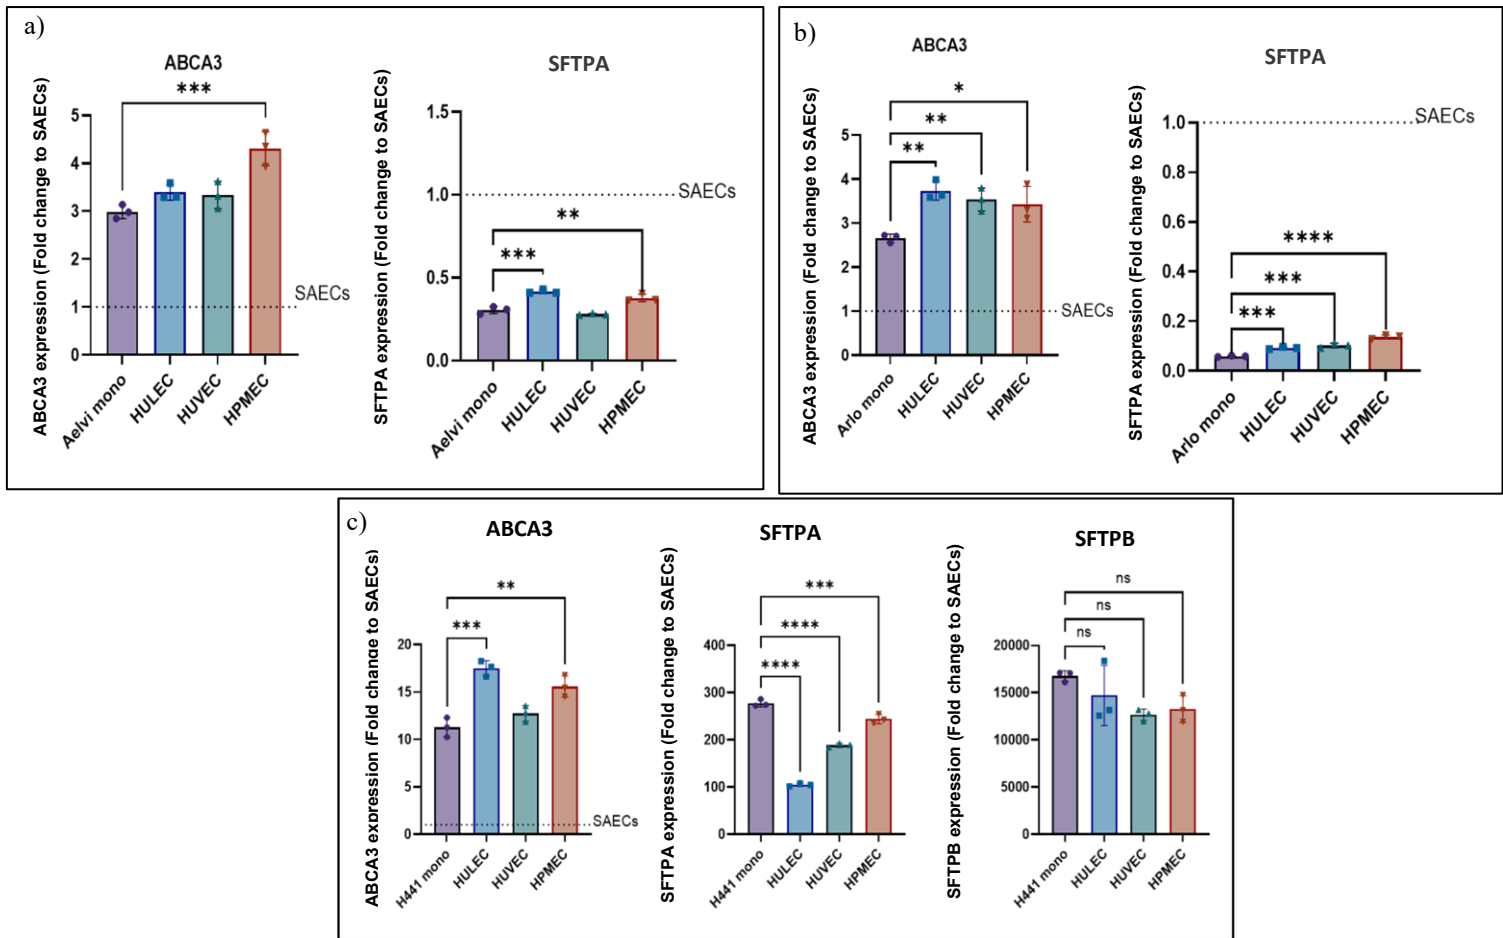 a)
ABCA3
ABCA3 expression (Fold change to SAECs)
***
5
4
3
2
1
0
SAECs
Aelvi mono
HULEC
HUVEC
HPMEC
SFTPA
SFTPA expression (Fold change to SAECs)
1.5
1.0
0.5
0.0
SAECs
**
***
Aelvi mono
HULEC
HUVEC
HPMEC
b)
ABCA3
ABCA3 expression (Fold change to SAECs)
*
**
**
5
4
3
2
1
0
SAECs
Arlo mono
HULEC
HUVEC
HPMEC
SFTPA
SFTPA expression (Fold change to SAECs)
1.0
0.8
0.6
0.4
0.2
0.0
SAECs
****
***
***
Arlo mono
HULEC
HUVEC
HPMEC
c)
ABCA3
ABCA3 expression (Fold change to SAECs)
**
***
20
15
10
5
0
SAECs
H441 mono
HULEC
HUVEC
HPMEC
SFTPA
SFTPA expression (Fold change to SAECs)
***
****
****
400
300
200
100
0
H441 mono
HULEC
HUVEC
HPMEC
SFTPB
SFTPB expression (Fold change to SAECs)
ns
ns
ns
20000
15000
10000
5000
0
H441 mono
HULEC
HUVEC
HPMEC